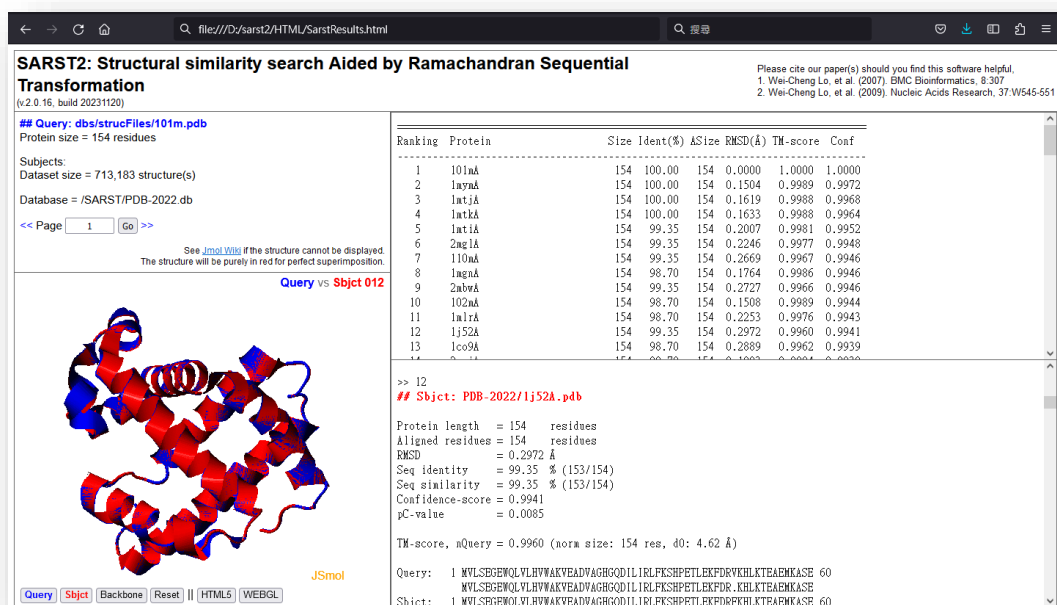 file:///D:/sarst2/HTML/SarstResults.html
搜尋
SARST2: Structural similarity search Aided by Ramachandran Sequential
Transformation
(v.2.0.16, build 20231120)
Please cite our paper(s) should you find this software helpful,
1. Wei-Cheng Lo, et al. (2007). BMC Bioinformatics, 8:307
2. Wei-Cheng Lo, et al. (2009). Nucleic Acids Research, 37:W545-551
## Query: dbs/strucFiles/101m.pdb
Protein size = 154 residues
Subjects:
Dataset size = 713,183 structure(s)
Database = /SARST/PDB-2022.db
<< Page 1 Go >>
See Jmol Wiki if the structure cannot be displayed.
The structure will be purely in red for perfect superimposition.
Query vs Sbjct 012
JSmol
Query Sbjct Backbone Reset || HTML5 WEBGL
Ranking Protein Size Ident(%) ASize RMSD(Å) TM-score Conf
1 101mA 154 100.00 154 0.0000 1.0000 1.0000
2 1mymA 154 100.00 154 0.1504 0.9989 0.9972
3 1mtjA 154 100.00 154 0.1619 0.9988 0.9968
4 1mtkA 154 100.00 154 0.1633 0.9988 0.9964
5 1mtiA 154 99.35 154 0.2007 0.9981 0.9952
6 2mglA 154 99.35 154 0.2246 0.9977 0.9948
7 110mA 154 99.35 154 0.2669 0.9967 0.9946
8 1mgnA 154 98.70 154 0.1764 0.9986 0.9946
9 2mbwA 154 99.35 154 0.2727 0.9966 0.9946
10 102mA 154 98.70 154 0.1508 0.9989 0.9944
11 1mlrA 154 98.70 154 0.2253 0.9976 0.9943
12 1j52A 154 99.35 154 0.2972 0.9960 0.9941
13 1co9A 154 98.70 154 0.2889 0.9962 0.9939
>> 12
## Sbjct: PDB-2022/1j52A.pdb
Protein length = 154 residues
Aligned residues = 154 residues
RMSD = 0.2972 Å
Seq identity = 99.35 % (153/154)
Seq similarity = 99.35 % (153/154)
Confidence-score = 0.9941
pC-value = 0.0085
TM-score, nQuery = 0.9960 (norm size: 154 res, d0: 4.62 Å)
Query: 1 MVLSEGEWQLVLHVWAKVEADVAGHGQDILIRLFKSHPETLEKFDRVKHLKTEAEMKASE 60
MVLSEGEWQLVLHVWAKVEADVAGHGQDILIRLFKSHPETLEKFDR.KHLKTEAEMKASE
Sbjct: 1 MVLSEGEWQLVLHVWAKVEADVAGHGQDILIRLFKSHPETLEKFDRFKHLKTEAEMKASE 60